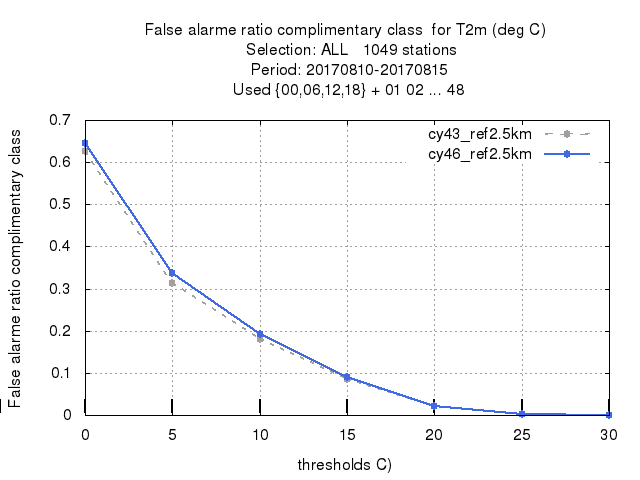 False alarme ratio complimentary class  for T2m (deg C)
Selection: ALL   1049 stations
Period: 20170810-20170815
Used {00,06,12,18} + 01 02 ... 48
False alarme ratio complimentary class
cy43_ref2.5km
cy46_ref2.5km
0.7
0.6
0.5
0.4
0.3
0.2
0.1
0
0 5 10 15 20 25 30
thresholds C)